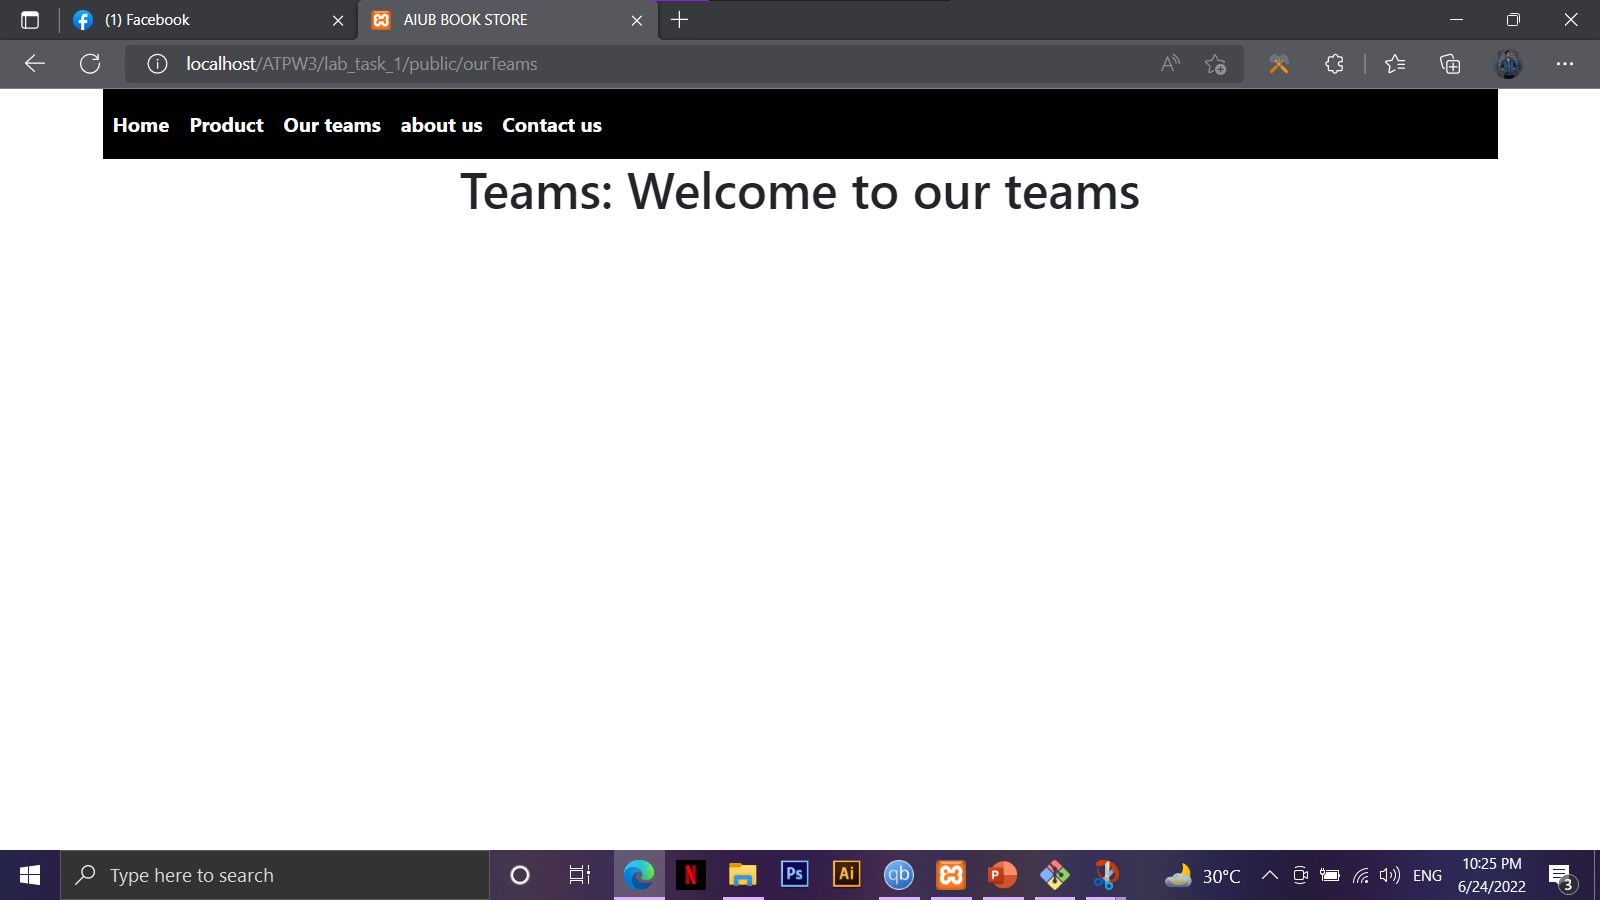 (1) Facebook
AIUB BOOK STORE
localhost/ATPW3/lab_task_1/public/ourTeams
Home Product Our teams about us Contact us
Teams: Welcome to our teams
Type here to search
N
Ps
Ai
qb
P
30°C
ENG
10:25 PM
6/24/2022
3